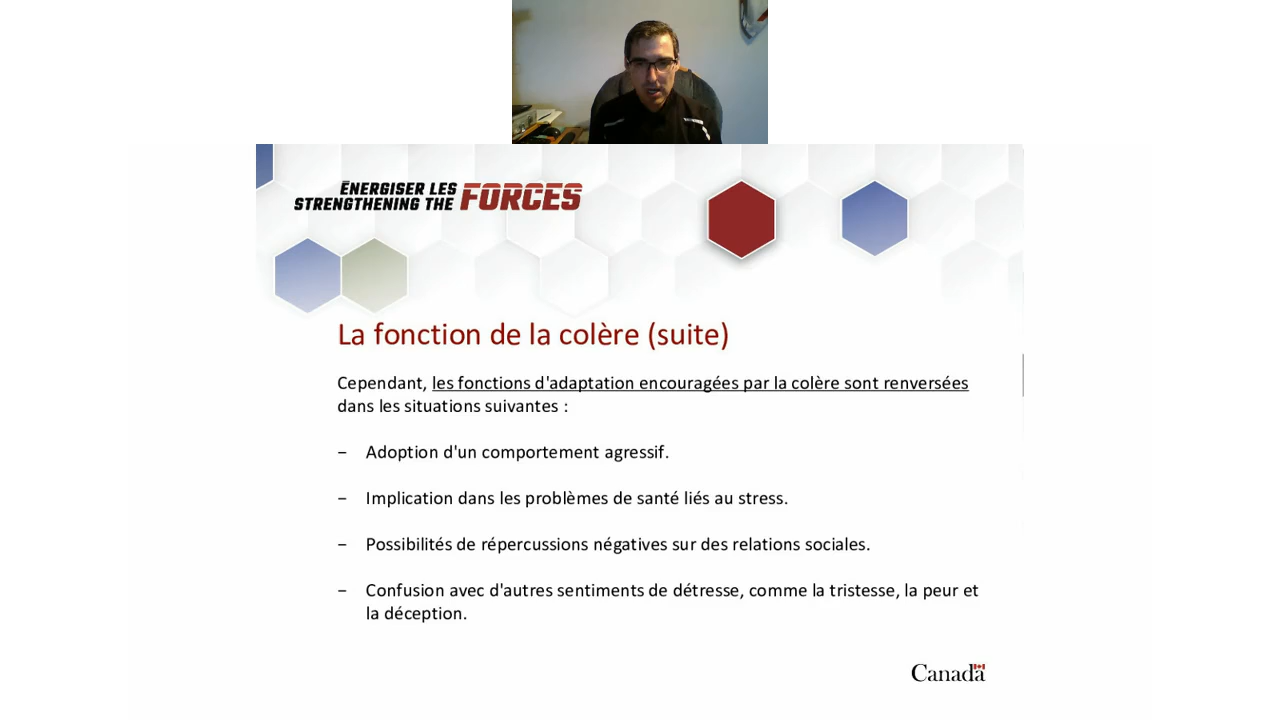 ÉNERGISER LES
STRENGTHENING THE FORCES
La fonction de la colère (suite)
Cependant, les fonctions d'adaptation encouragées par la colère sont renversées
dans les situations suivantes :
− Adoption d'un comportement agressif.
− Implication dans les problèmes de santé liés au stress.
− Possibilités de répercussions négatives sur des relations sociales.
− Confusion avec d'autres sentiments de détresse, comme la tristesse, la peur et
la déception.
Canada